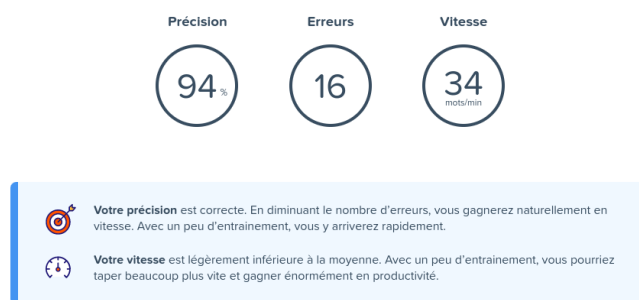 Précision Erreurs Vitesse
94 % 16 34
mots/min
Votre précision est correcte. En diminuant le nombre d'erreurs, vous gagnerez naturellement en
vitesse. Avec un peu d'entrainement, vous y arriverez rapidement.
Votre vitesse est légèrement inférieure à la moyenne. Avec un peu d'entrainement, vous pourriez
taper beaucoup plus vite et gagner énormément en productivité.